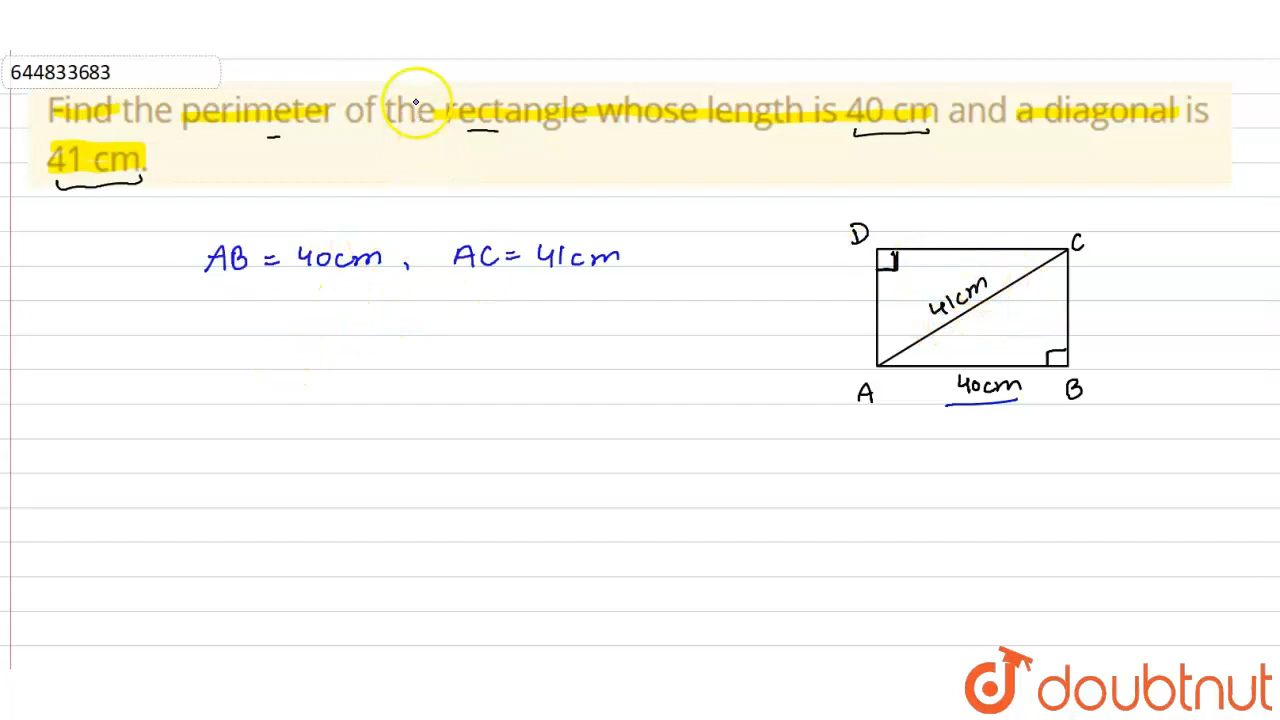 644833683
Find the perimeter of the rectangle whose length is 40 cm and a diagonal is
41 cm.
AB = 40cm, AC = 41cm
D
C
41cm
A
40cm
B
doubtnut